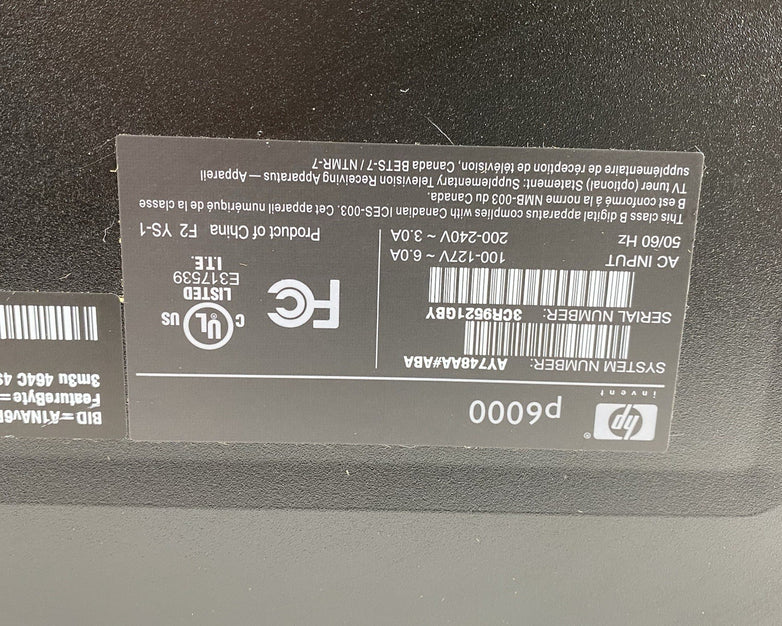 hp ®
invent
p6000
SYSTEM NUMBER: AY748AA#ABA
SERIAL NUMBER: 3CR9521GBY
AC INPUT 100-127V ~ 6.0A
50/60 Hz 200-240V ~ 3.0A
FC
C UL US
LISTED
E317539
I.T.E.
Product of China F2 YS-1
This class B digital apparatus complies with Canadian ICES-003. Cet appareil numérique de la classe
B est conforme à la norme NMB-003 du Canada.
TV tuner (optional) Statement: Supplementary Television Receiving Apparatus — Appareil
supplémentaire de réception de télévision, Canada BETS-7 / NTMR-7
FeatureByte=
3m3u 464C